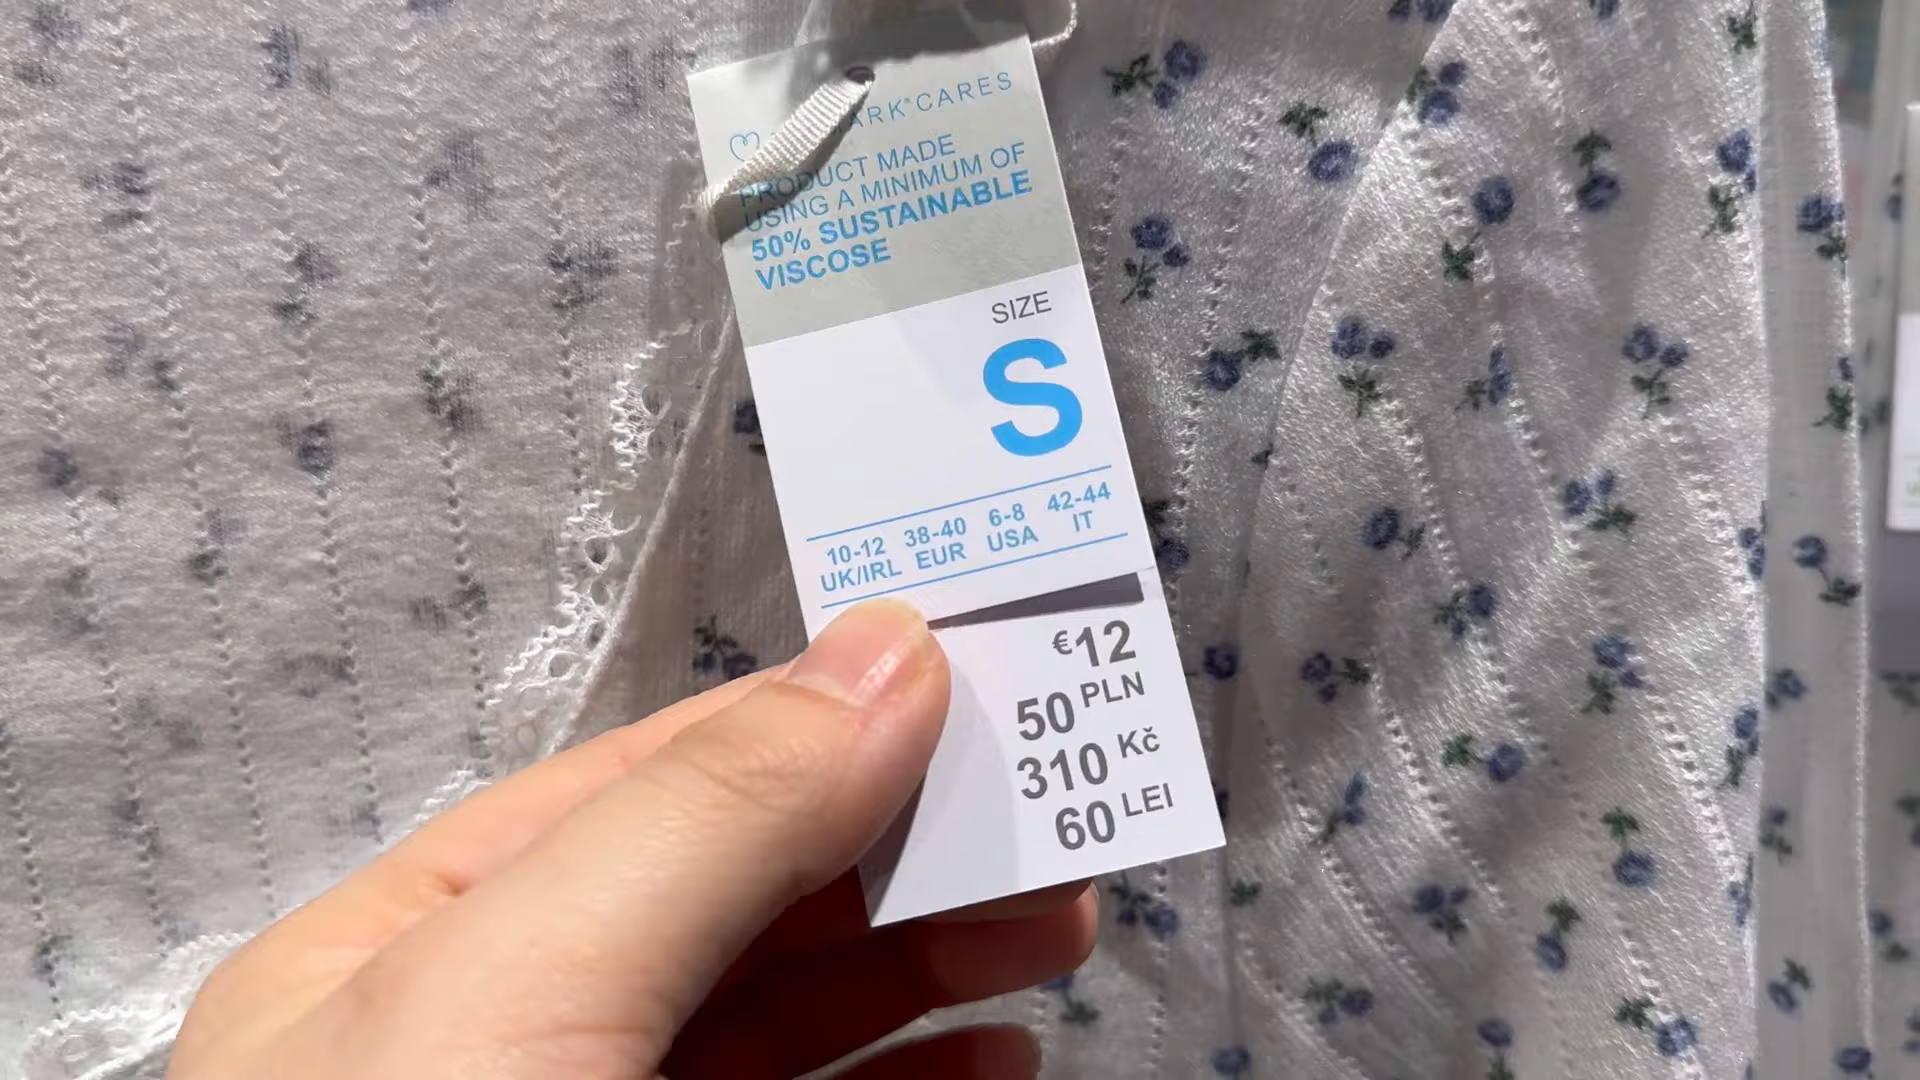 CARES
PRODUCT MADE
USING A MINIMUM OF
50% SUSTAINABLE
VISCOSE
SIZE
S
10-12 38-40 6-8 42-44
UK/IRL EUR USA IT
€12
50 PLN
310 Kč
60 LEI